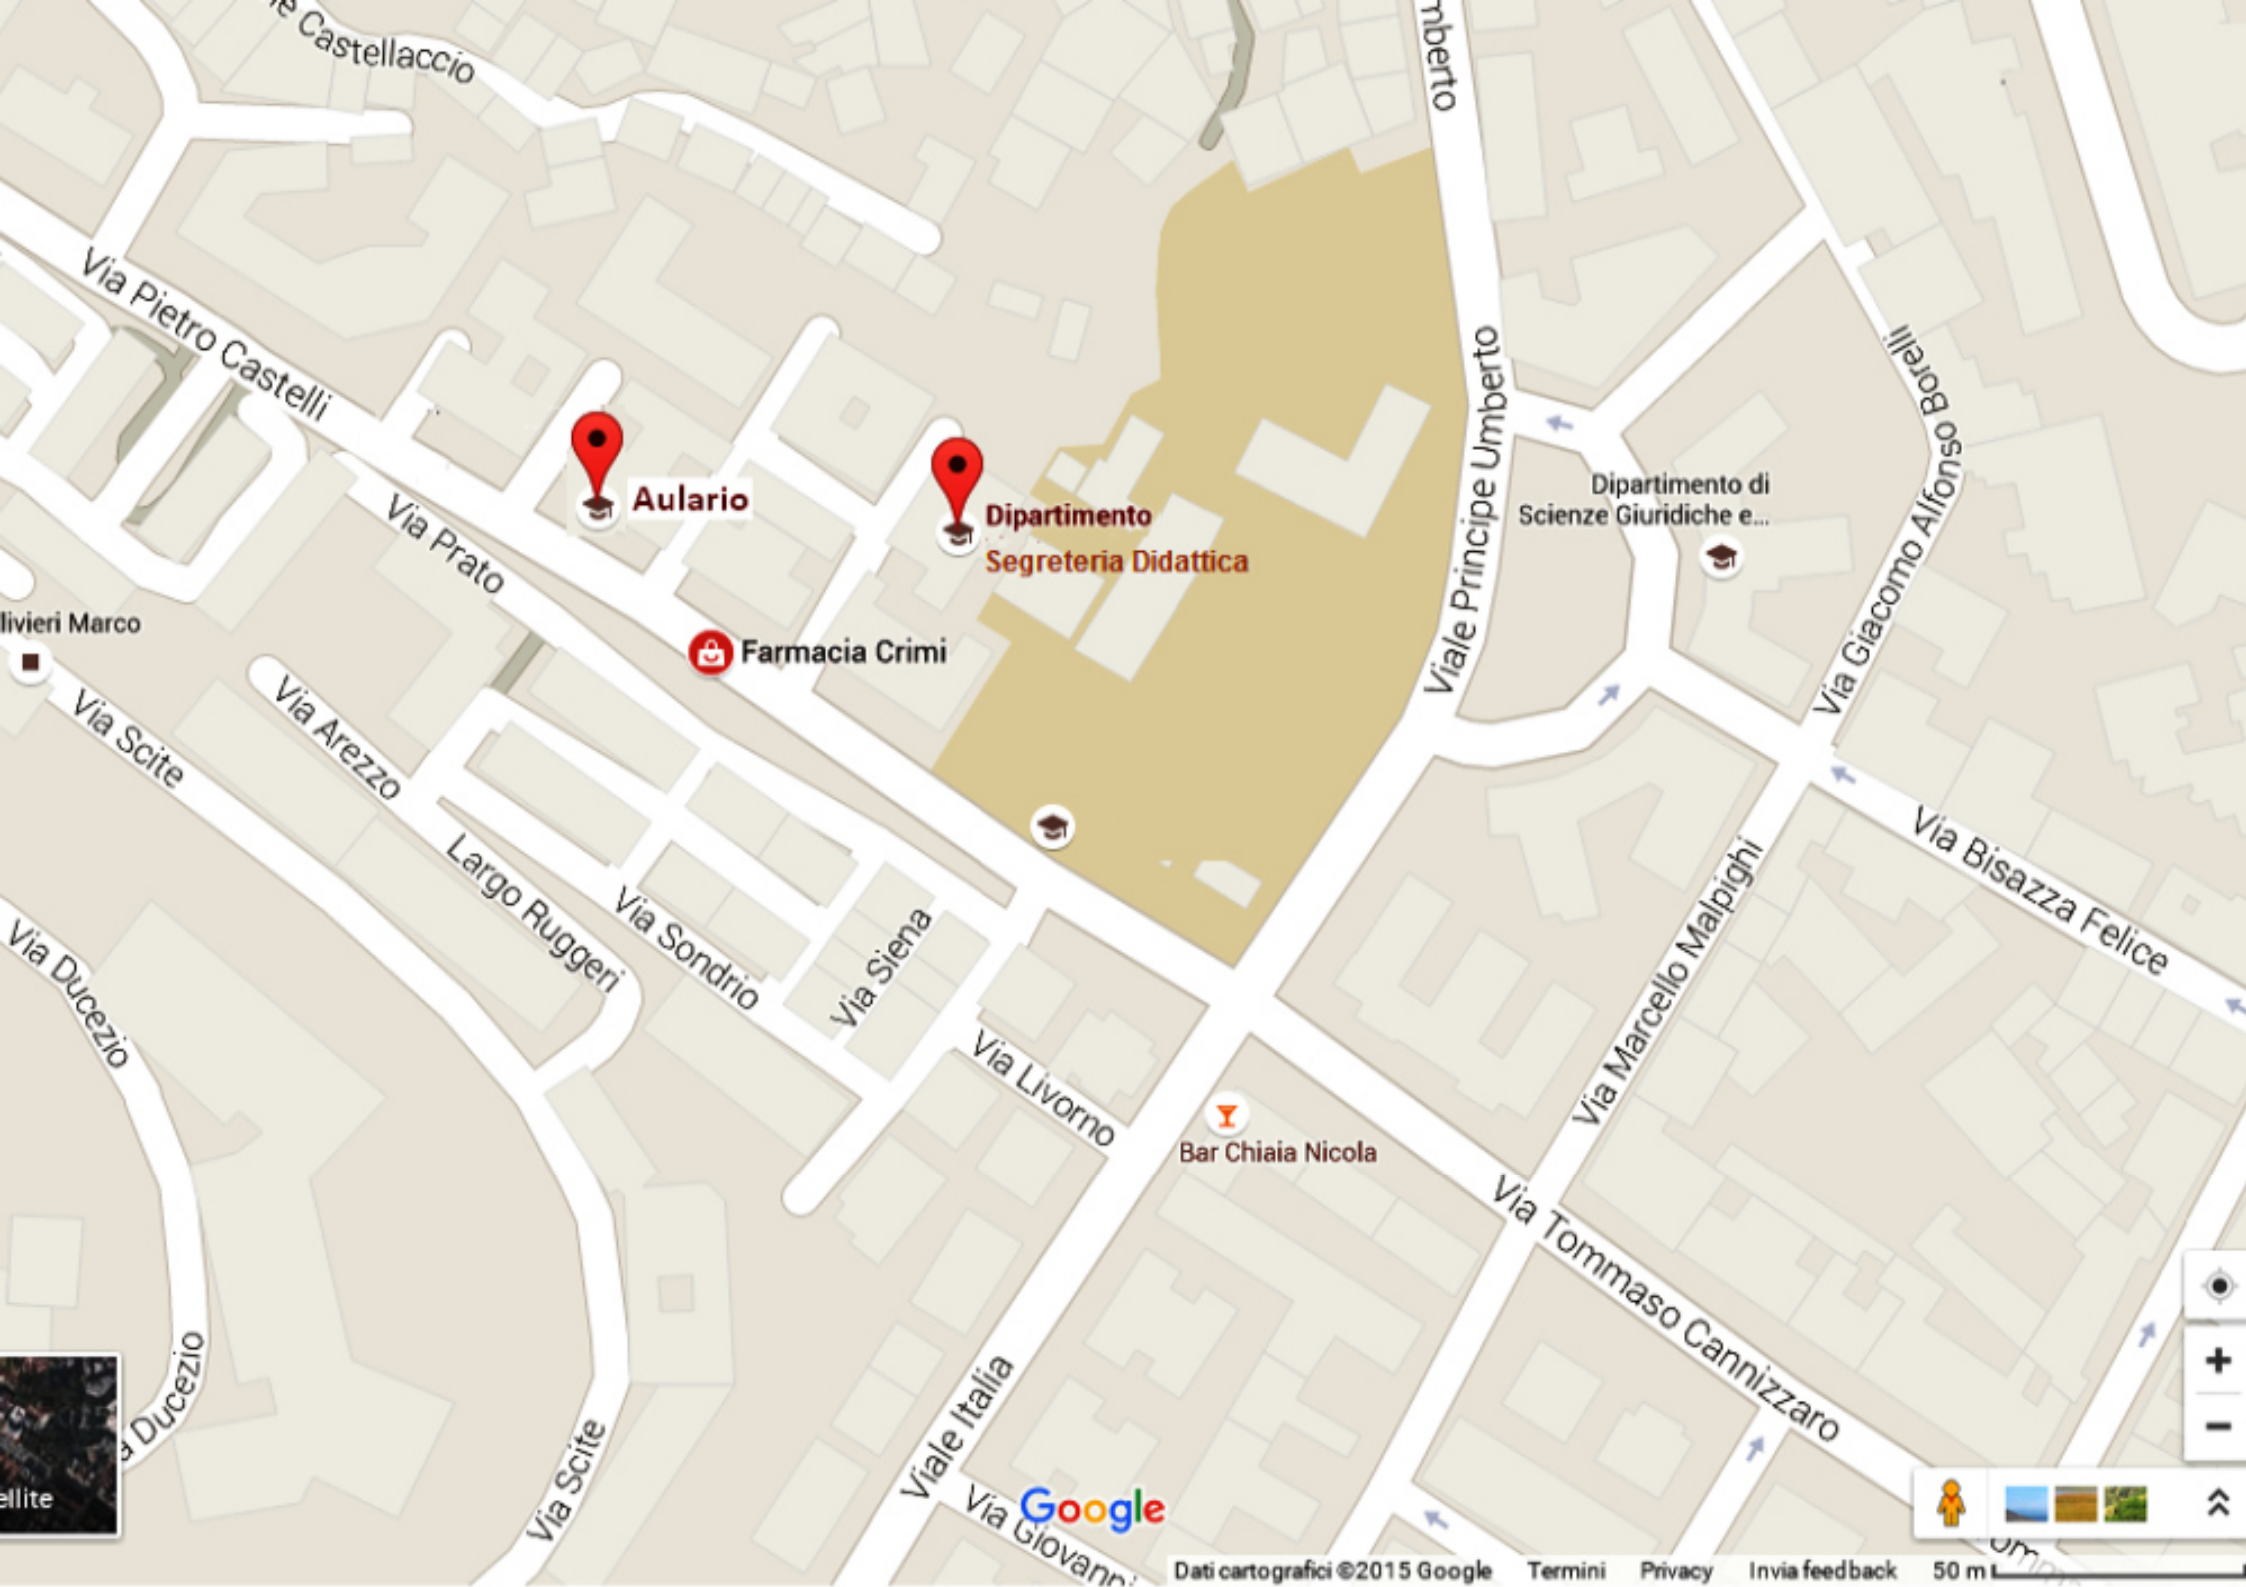 Castellaccio
Via Pietro Castelli
Viale Principe Umberto
Via Giacomo Alfonso Borelli
Via Prato
Aulario
Dipartimento
Segreteria Didattica
Dipartimento di
Scienze Giuridiche e...
livieri Marco
Farmacia Crimi
Via Scite
Via Arezzo
Largo Ruggeri
Via Sondrio
Via Siena
Via Livorno
Via Ducezio
Via Marcello Malpighi
Via Bisazza Felice
Bar Chiaia Nicola
Via Tommaso Cannizzaro
Ducezio
Via Scite
Viale Italia
Via Giovanni
mberto
ellite
Google
Dati cartografici ©2015 Google Termini Privacy Invia feedback 50 m